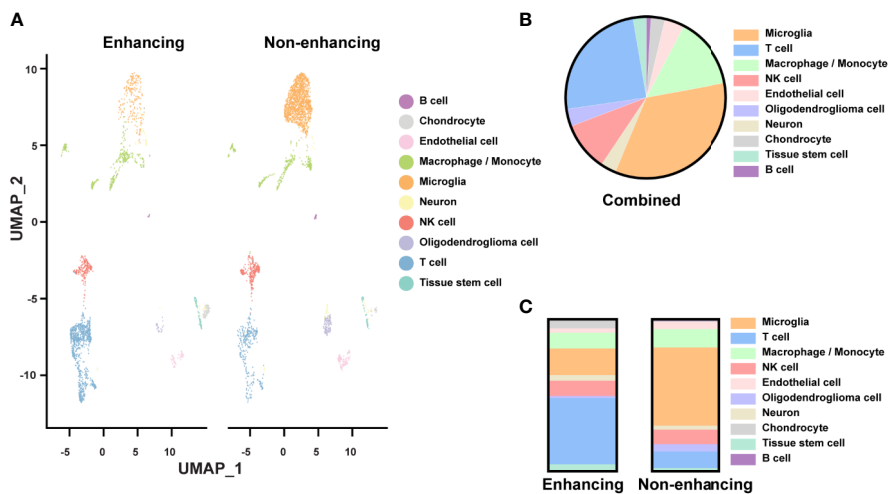 A
Enhancing
Non-enhancing
10
5
0
-5
-10
UMAP_2
-5
0
5
10
-5
0
5
10
UMAP_1
B cell
Chondrocyte
Endothelial cell
Macrophage / Monocyte
Microglia
Neuron
NK cell
Oligodendroglioma cell
T cell
Tissue stem cell
B
Combined
Microglia
T cell
Macrophage / Monocyte
NK cell
Endothelial cell
Oligodendroglioma cell
Neuron
Chondrocyte
Tissue stem cell
B cell
C
Enhancing
Non-enhancing
Microglia
T cell
Macrophage / Monocyte
NK cell
Endothelial cell
Oligodendroglioma cell
Neuron
Chondrocyte
Tissue stem cell
B cell